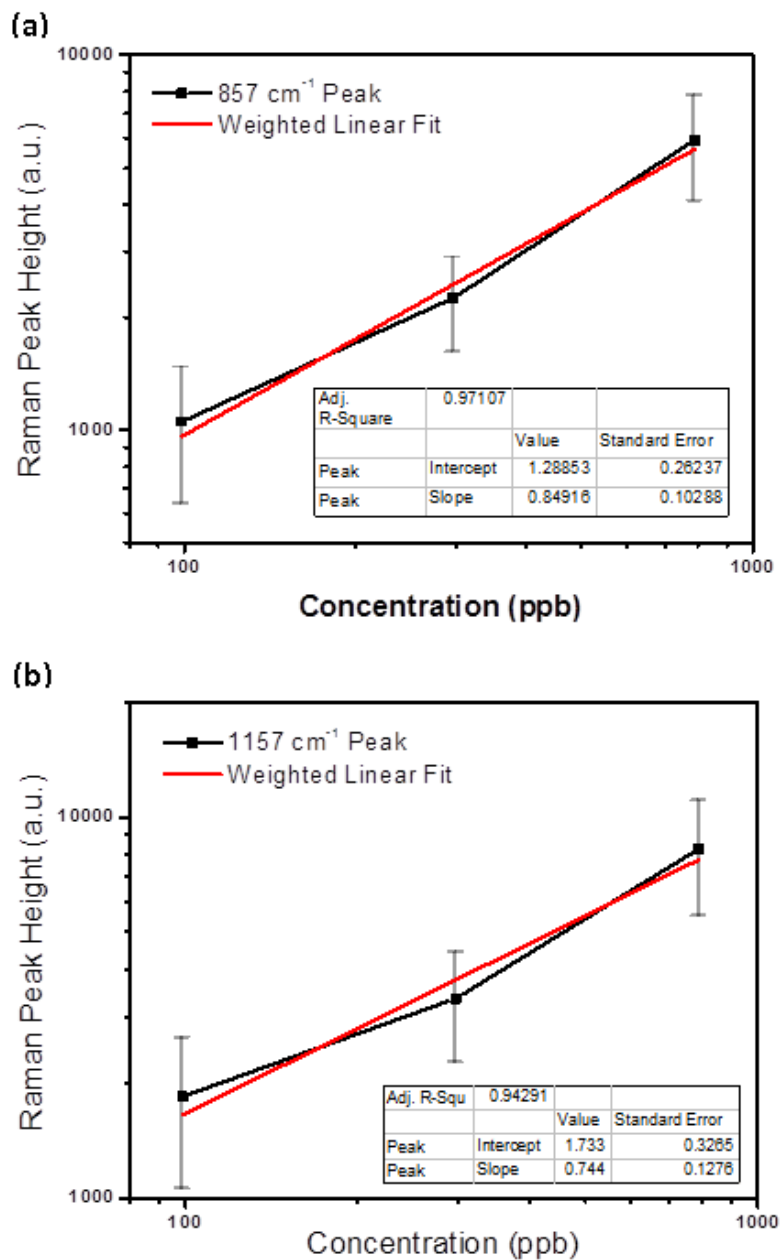 (a)
10000
857 cm⁻¹ Peak
Weighted Linear Fit
Raman Peak Height (a.u.)
1000
Adj. R-Square 0.97107
Value Standard Error
Peak Intercept 1.28853 0.26237
Peak Slope 0.84916 0.10288
100 1000
Concentration (ppb)
(b)
1157 cm⁻¹ Peak
Weighted Linear Fit
10000
Raman Peak Height (a.u.)
Adj. R-Squ 0.94291
Value Standard Error
Peak Intercept 1.733 0.3265
Peak Slope 0.744 0.1276
1000
100 1000
Concentration (ppb)